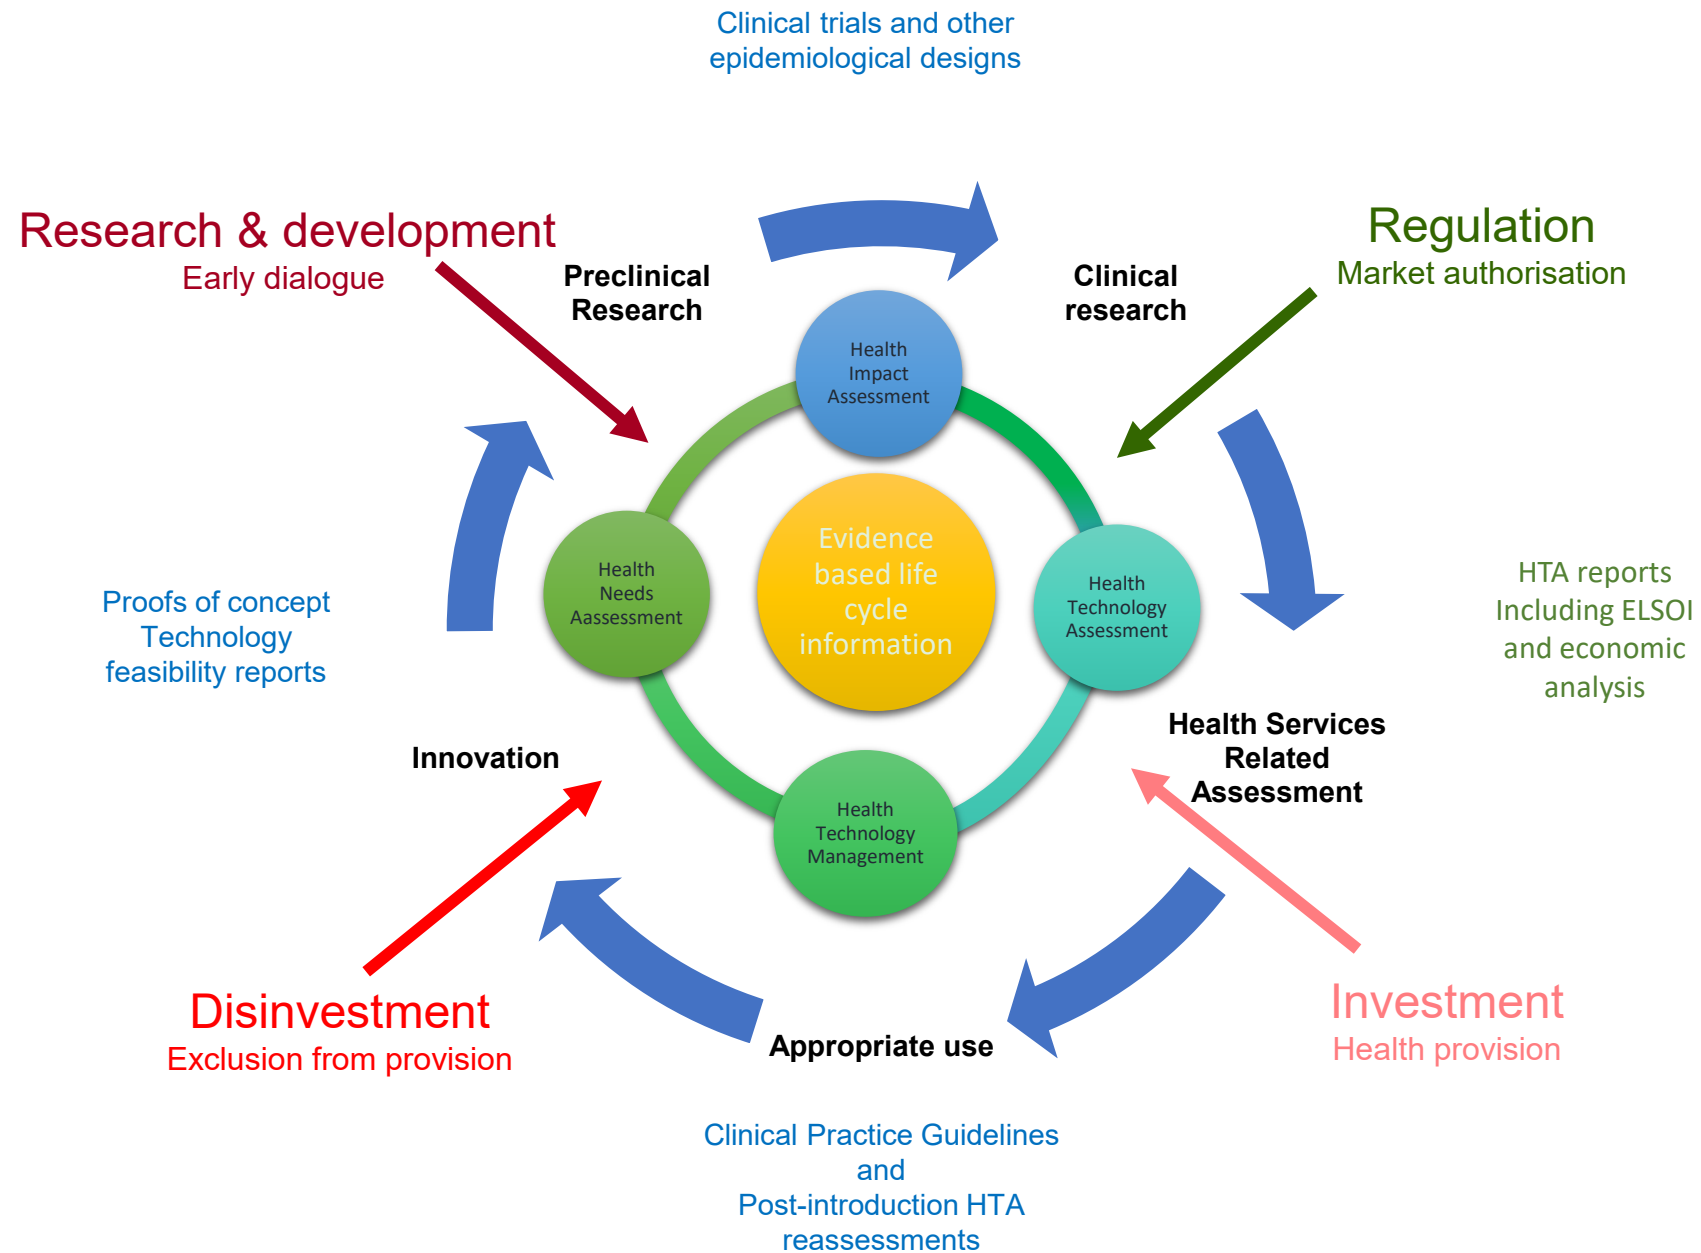 Clinical trials and other
epidemiological designs
Research & development
Early dialogue
Regulation
Market authorisation
Preclinical
Research
Clinical
research
Health
Impact
Assessment
Evidence
based life
cycle
information
Health
Needs
Aassessment
Health
Technology
Assessment
Proofs of concept
Technology
feasibility reports
HTA reports
Including ELSOI
and economic
analysis
Innovation
Health Services
Related
Assessment
Health
Technology
Management
Disinvestment
Exclusion from provision
Investment
Health provision
Appropriate use
Clinical Practice Guidelines
and
Post-introduction HTA
reassessments